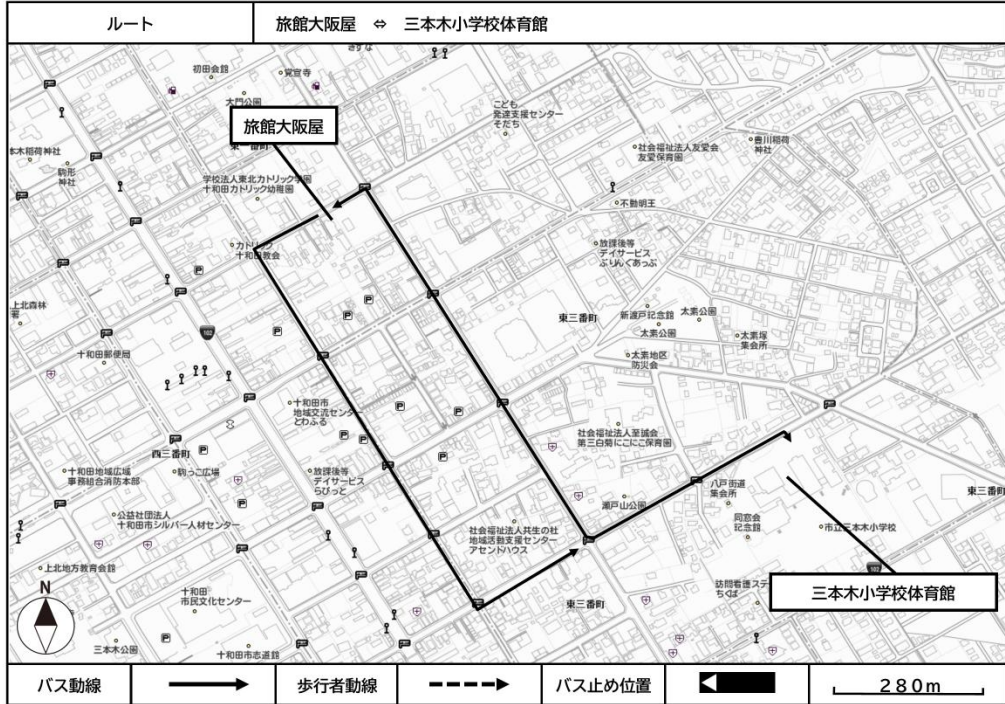 ルート
旅館大阪屋 ⇔ 三本木小学校体育館
きすな
初田会館
覚宣寺
大門公園
旅館大阪屋
東一番町
こども
発達支援センター
そだち
社会福祉法人友愛会
友愛保育園
豊川稲荷
神社
本木稲荷神社
駒形
神社
学校法人東北カトリック学園
十和田カトリック幼稚園
不動明王
カトリック
十和田教会
放課後等
デイサービス
ぷりんぐあっぷ
上北森林
署
102
東三番町
新渡戸記念館
太素公園
太素公園
太素塚
集会所
太素地区
防災会
十和田郵便局
十和田市
地域交流センター
とわふる
社会福祉法人至誠会
第三白菊にこにこ保育園
西三番町
十和田地域広域
事務組合消防本部
駒っこ広場
放課後等
デイサービス
らびっと
八戸街道
集会所
東三番町
瀬戸山公園
公益社団法人
十和田市シルバー人材センター
社会福祉法人共生の社
地域活動支援センター
アセンドハウス
同窓会
記念館
市立三本木小学校
上北地方教育会館
102
十和田
市民文化センター
訪問看護ステ
ちくば
三本木小学校体育館
N
東三番町
三本木公園
十和田市志道館
バス動線
歩行者動線
バス止め位置
280m